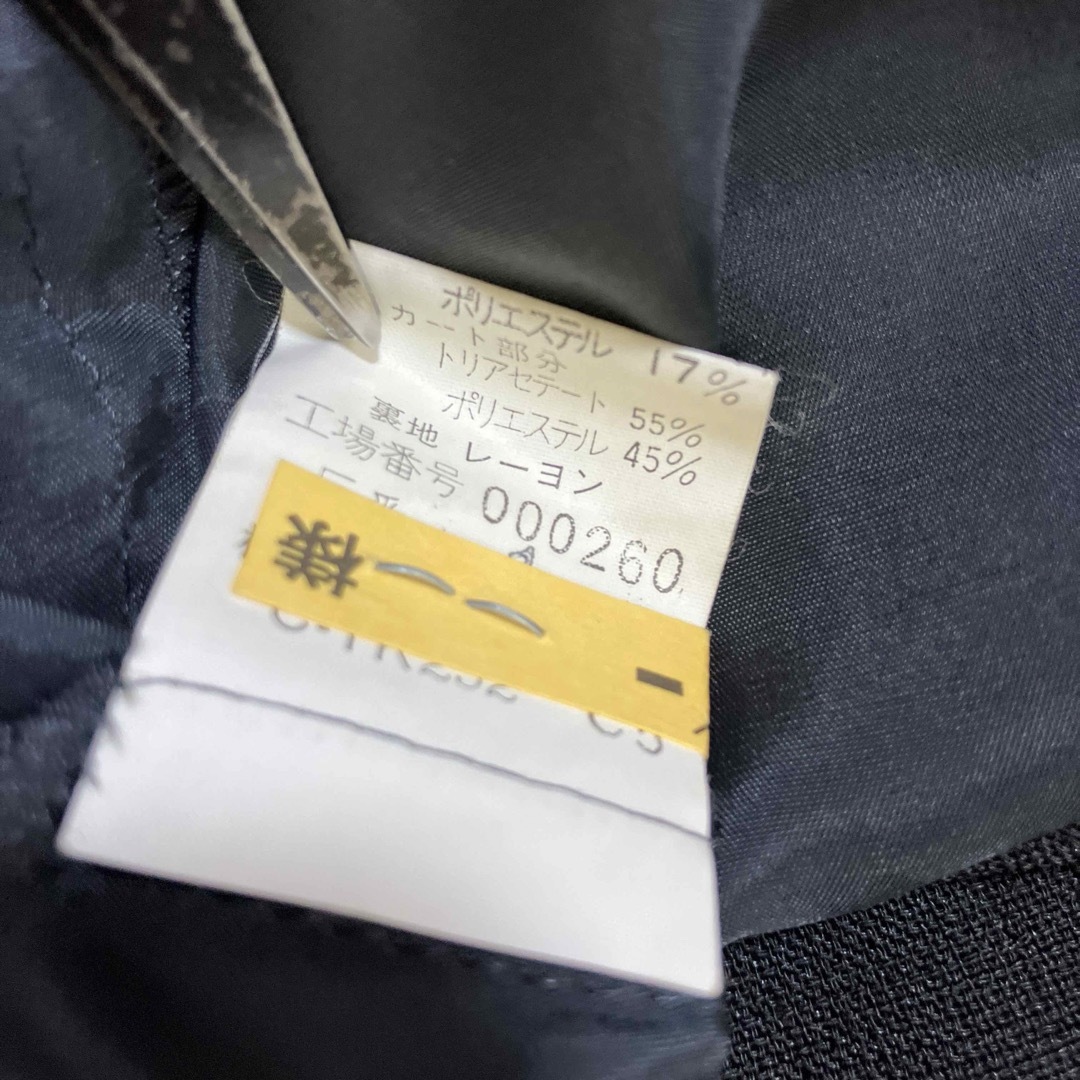 ポリエステル 17%
カート部分
トリアセテート 55%
ポリエステル 45%
裏地 レーヨン
工場番号 000260
様